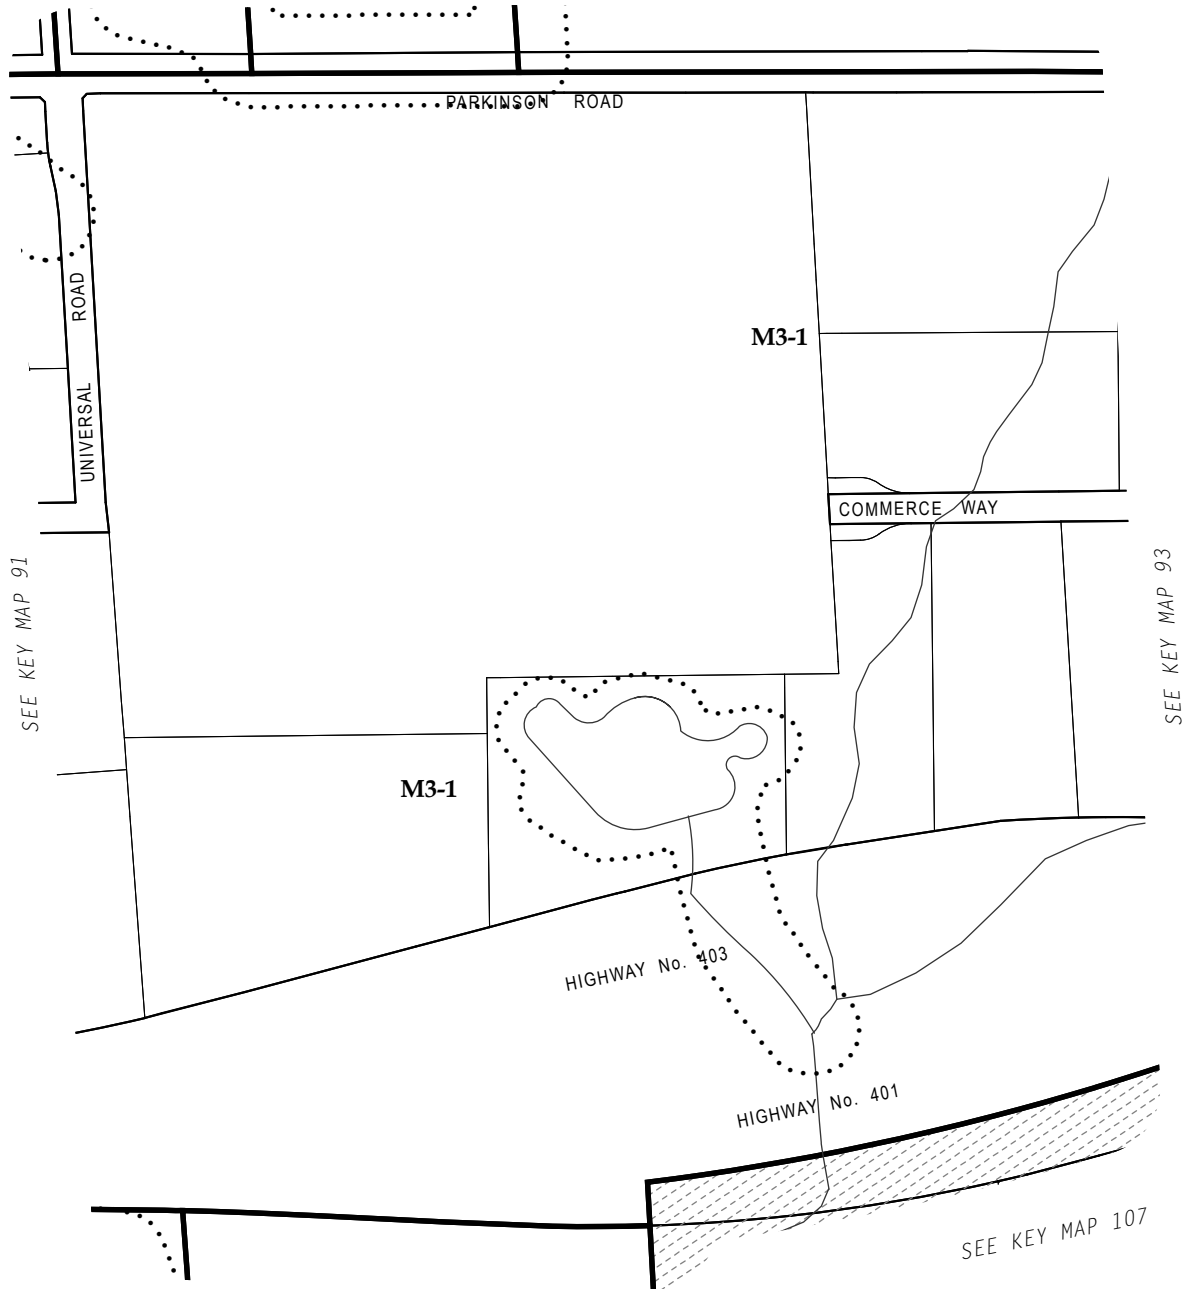 PARKINSON ROAD
UNIVERSAL ROAD
M3-1
COMMERCE WAY
SEE KEY MAP 91
SEE KEY MAP 93
M3-1
HIGHWAY No. 403
HIGHWAY No. 401
SEE KEY MAP 107